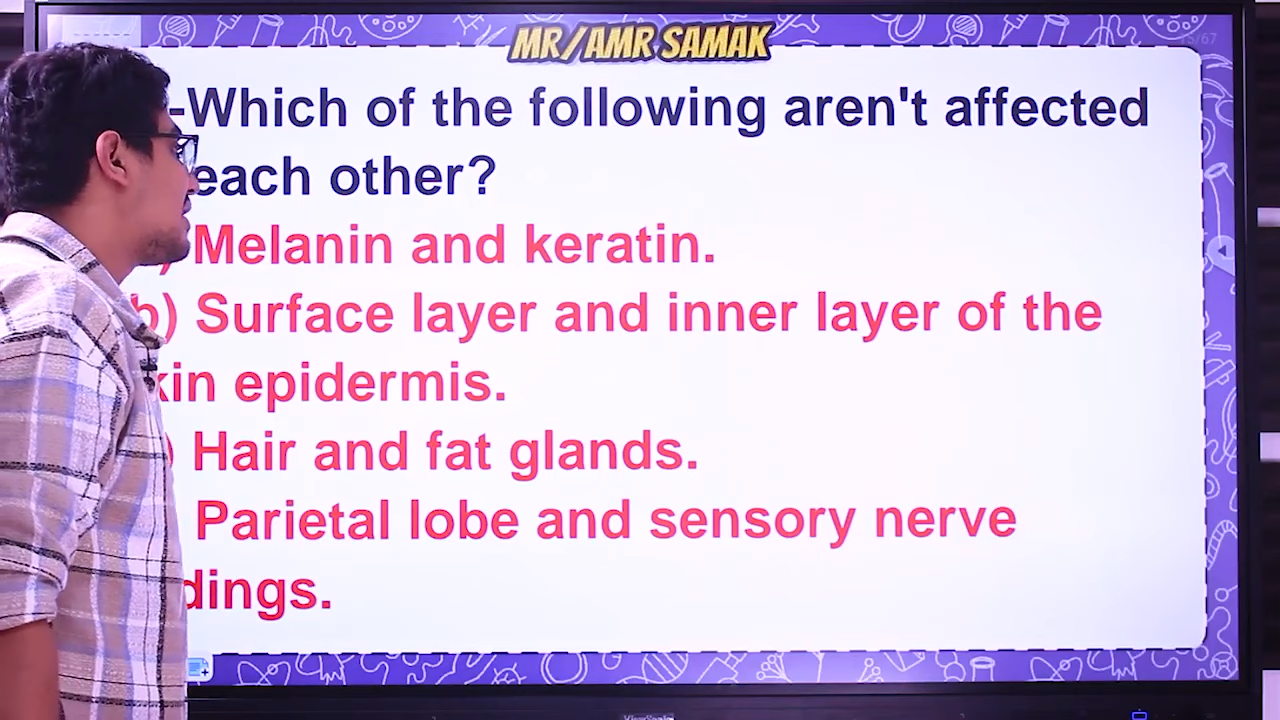 MR/AMR SAMAK
-Which of the following aren't affected
each other?
) Melanin and keratin.
b) Surface layer and inner layer of the
kin epidermis.
) Hair and fat glands.
Parietal lobe and sensory nerve
dings.